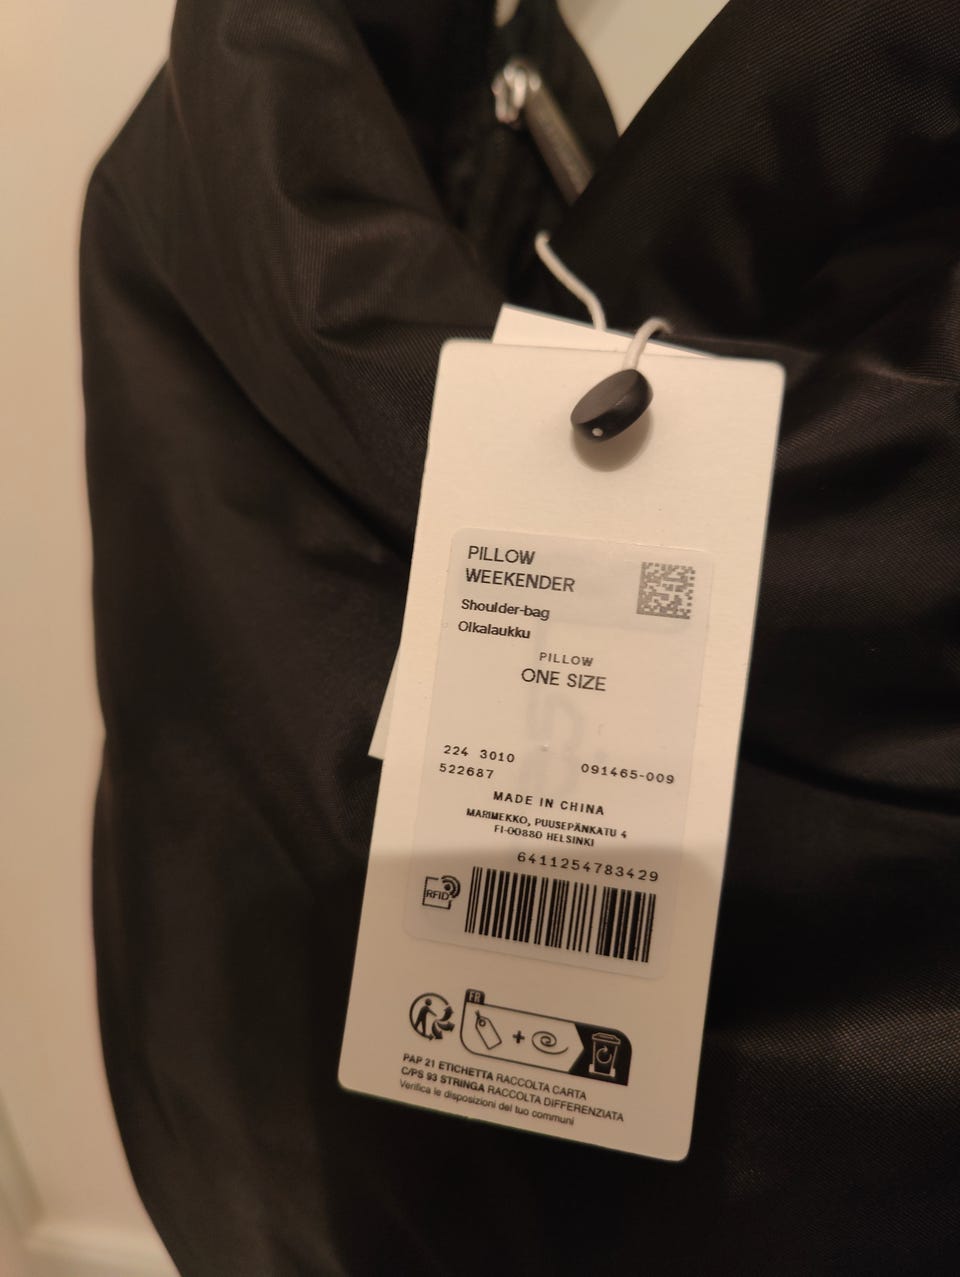 PILLOW
WEEKENDER
Shoulder-bag
Olkalaukku
PILLOW
ONE SIZE
224 3010
522687
091465-009
MADE IN CHINA
MARIMEKKO, PUUSEPÄNKATU 4
FI-00880 HELSINKI
6411254783429
RFID
FR
PAP 21 ETICHETTA RACCOLTA CARTA
C/PS 93 STRINGA RACCOLTA DIFFERENZIATA
Verifica le disposizioni del tuo communi